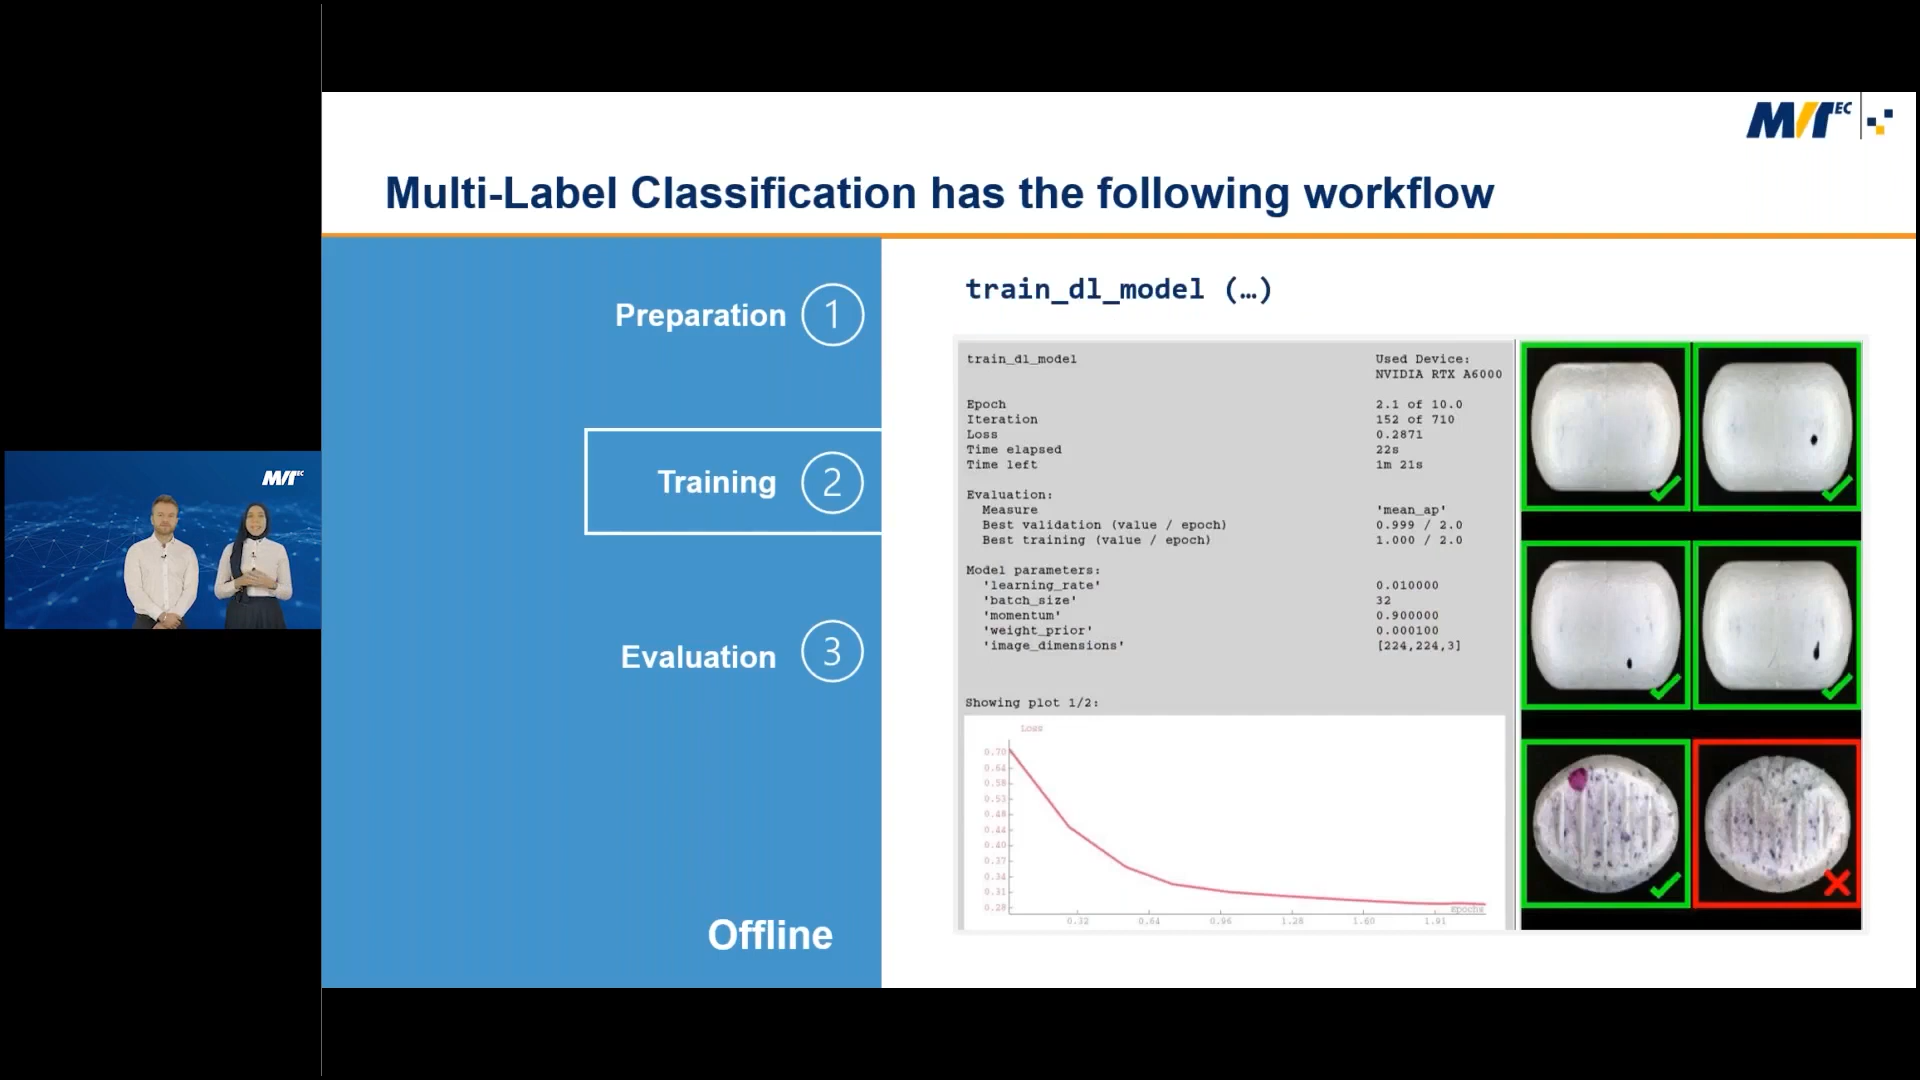 MVTEC
Multi-Label Classification has the following workflow
Preparation 1
Training 2
Evaluation 3
Offline
train_dl_model (…)
train_dl_model Used Device:
NVIDIA RTX A6000
Epoch 2.1 of 10.0
Iteration 152 of 710
Loss 0.2871
Time elapsed 22s
Time left 1m 21s
Evaluation:
Measure 'mean_ap'
Best validation (value / epoch) 0.999 / 2.0
Best training (value / epoch) 1.000 / 2.0
Model parameters:
'learning_rate' 0.010000
'batch_size' 32
'momentum' 0.900000
'weight_prior' 0.000100
'image_dimensions' [224,224,3]
Showing plot 1/2:
Loss
0.70
0.64
0.58
0.53
0.48
0.44
0.40
0.37
0.34
0.31
0.28
Epochs
0.32 0.64 0.96 1.28 1.60 1.91
MVTEC